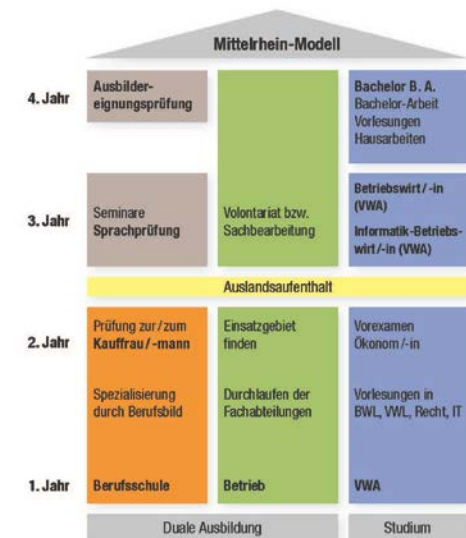 Mittelrhein-Modell
4. Jahr
Ausbilder-
eignungsprüfung
Bachelor B. A.
Bachelor-Arbeit
Vorlesungen
Hausarbeiten
3. Jahr
Seminare
Sprachprüfung
Volontariat bzw.
Sachbearbeitung
Betriebswirt/-in
(VWA)
Informatik-Betriebs-
wirt/-in (VWA)
Auslandsaufenthalt
2. Jahr
Prüfung zur/zum
Kauffrau/-mann
Einsatzgebiet
finden
Vorexamen
Ökonom/-in
Spezialisierung
durch Berufsbild
Durchlaufen der
Fachabteilungen
Vorlesungen in
BWL, VWL, Recht, IT
1. Jahr
Berufsschule
Betrieb
VWA
Duale Ausbildung
Studium